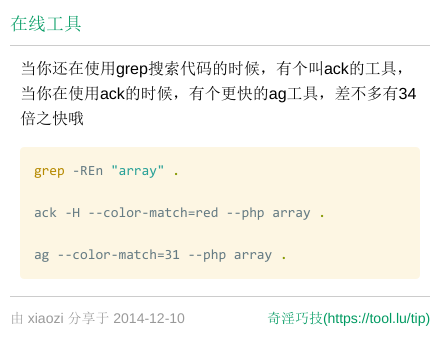 在线工具
当你还在使用grep搜索代码的时候，有个叫ack的工具，
当你在使用ack的时候，有个更快的ag工具，差不多有34
倍之快哦
grep -REn "array" .
ack -H --color-match=red --php array .
ag --color-match=31 --php array .
由 xiaozi 分享于 2014-12-10
奇淫巧技(https://tool.lu/tip)